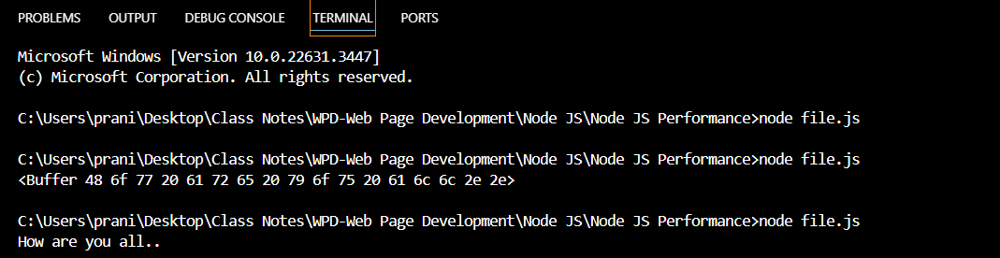 PROBLEMS OUTPUT DEBUG CONSOLE TERMINAL PORTS
Microsoft Windows [Version 10.0.22631.3447]
(c) Microsoft Corporation. All rights reserved.
C:\Users\prani\Desktop\Class Notes\WPD-Web Page Development\Node JS\Node JS Performance>node file.js
C:\Users\prani\Desktop\Class Notes\WPD-Web Page Development\Node JS\Node JS Performance>node file.js
<Buffer 48 6f 77 20 61 72 65 20 79 6f 75 20 61 6c 6c 2e 2e>
C:\Users\prani\Desktop\Class Notes\WPD-Web Page Development\Node JS\Node JS Performance>node file.js
How are you all..